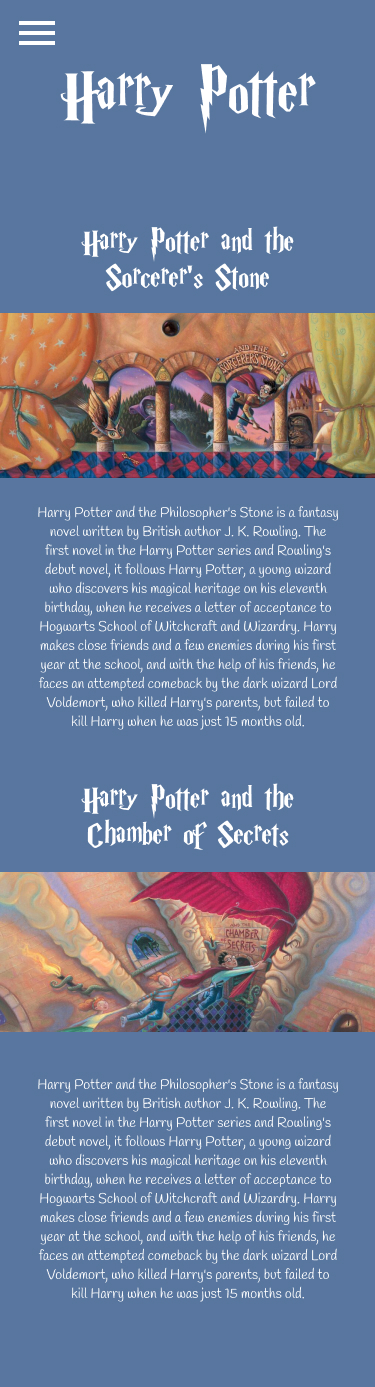 Harry Potter
Harry Potter and the
Sorcerer's Stone
AND THE
SORCERER'S STONE
Harry Potter and the Philosopher's Stone is a fantasy
novel written by British author J. K. Rowling. The
first novel in the Harry Potter series and Rowling's
debut novel, it follows Harry Potter, a young wizard
who discovers his magical heritage on his eleventh
birthday, when he receives a letter of acceptance to
Hogwarts School of Witchcraft and Wizardry. Harry
makes close friends and a few enemies during his first
year at the school, and with the help of his friends, he
faces an attempted comeback by the dark wizard Lord
Voldemort, who killed Harry's parents, but failed to
kill Harry when he was just 15 months old.
Harry Potter and the
Chamber of Secrets
AND THE
CHAMBER
OF
SECRETS
Harry Potter and the Philosopher's Stone is a fantasy
novel written by British author J. K. Rowling. The
first novel in the Harry Potter series and Rowling's
debut novel, it follows Harry Potter, a young wizard
who discovers his magical heritage on his eleventh
birthday, when he receives a letter of acceptance to
Hogwarts School of Witchcraft and Wizardry. Harry
makes close friends and a few enemies during his first
year at the school, and with the help of his friends, he
faces an attempted comeback by the dark wizard Lord
Voldemort, who killed Harry's parents, but failed to
kill Harry when he was just 15 months old.